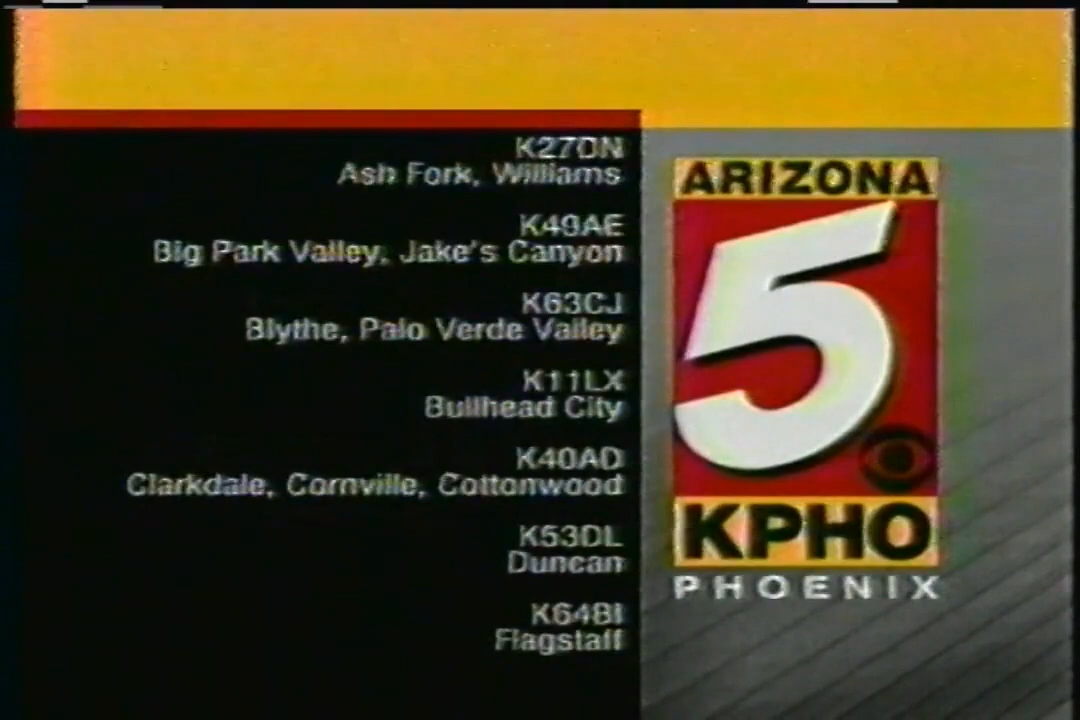 K27DN
Ash Fork, Williams
K49AE
Big Park Valley, Jake's Canyon
K63CJ
Blythe, Palo Verde Valley
K11LX
Bullhead City
K40AD
Clarkdale, Cornville, Cottonwood
K53DL
Duncan
K64BI
Flagstaff
ARIZONA
5
KPHO
PHOENIX